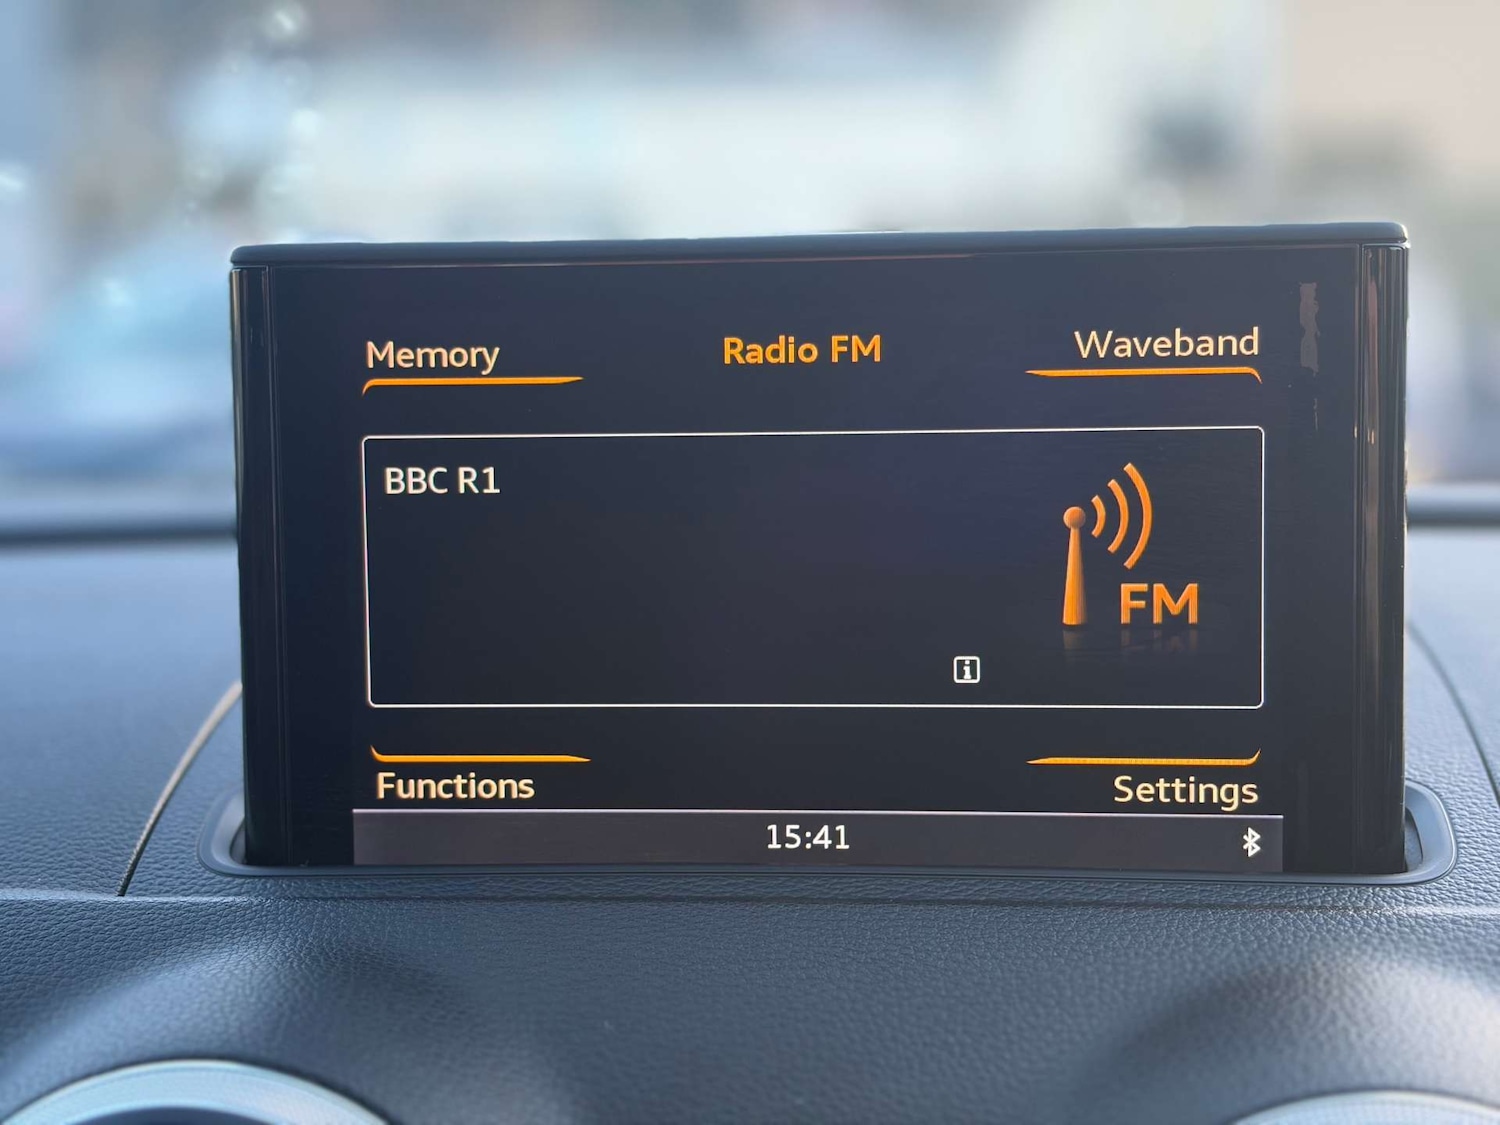 Memory
Radio FM
Waveband
BBC R1
FM
i
Functions
Settings
15:41